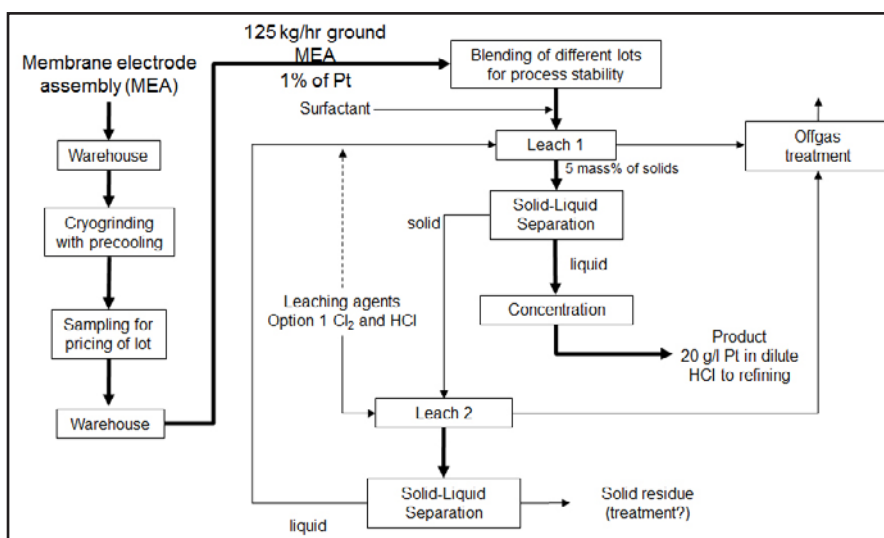 125 kg/hr ground
MEA
1% of Pt
Membrane electrode
assembly (MEA)
Warehouse
Cryogrinding
with precooling
Sampling for
pricing of lot
Warehouse
Blending of different lots
for process stability
Surfactant
Leach 1
5 mass% of solids
Offgas
treatment
Solid-Liquid
Separation
solid
liquid
Leaching agents
Option 1 Cl₂ and HCl
Concentration
Product
20 g/l Pt in dilute
HCl to refining
Leach 2
Solid-Liquid
Separation
liquid
Solid residue
(treatment?)